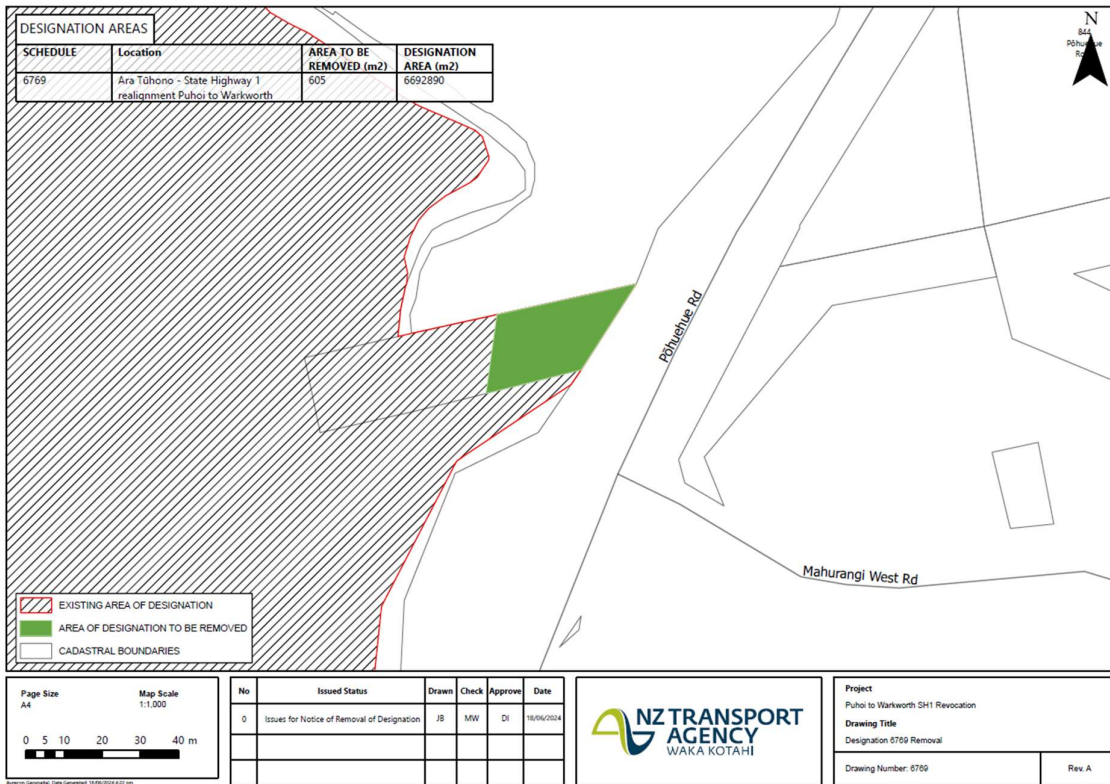 DESIGNATION AREAS
SCHEDULE Location AREA TO BE REMOVED (m2) DESIGNATION AREA (m2)
6769 Ara Tūhono - State Highway 1 realignment Puhoi to Warkworth 605 6692890
N
844
Pōhuehue
Pōhuehue Rd
Mahurangi West Rd
EXISTING AREA OF DESIGNATION
AREA OF DESIGNATION TO BE REMOVED
CADASTRAL BOUNDARIES
Page Size
A4
Map Scale
1:1,000
0 5 10 20 30 40 m
No Issued Status Drawn Check Approve Date
0 Issues for Notice of Removal of Designation JB MW DI 18/06/2024
NZ TRANSPORT
AGENCY
WAKA KOTAHI
Project
Puhoi to Warkworth SH1 Revocation
Drawing Title
Designation 6769 Removal
Drawing Number: 6769
Rev. A